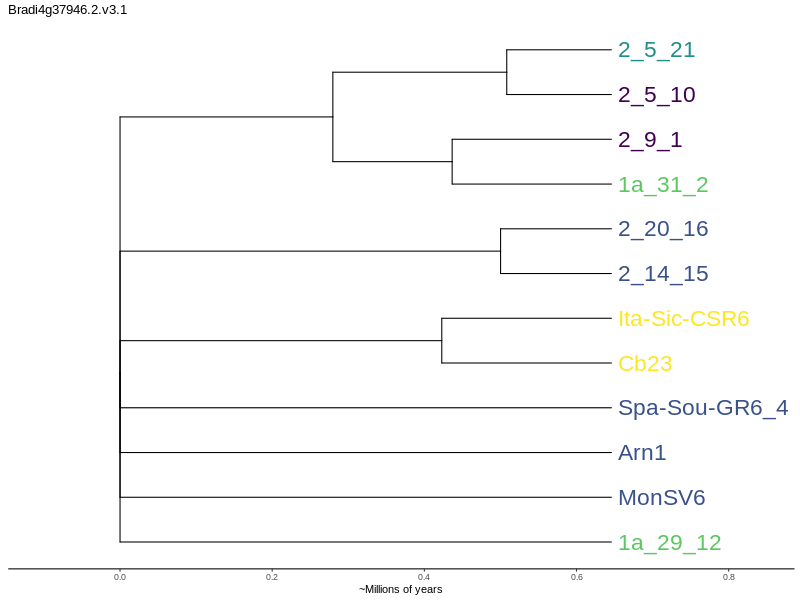 Bradi4g37946.2.v3.1
2_5_21
2_5_10
2_9_1
1a_31_2
2_20_16
2_14_15
Ita-Sic-CSR6
Cb23
Spa-Sou-GR6_4
Arn1
MonSV6
1a_29_12
0.0 0.2 0.4 0.6 0.8
~Millions of years